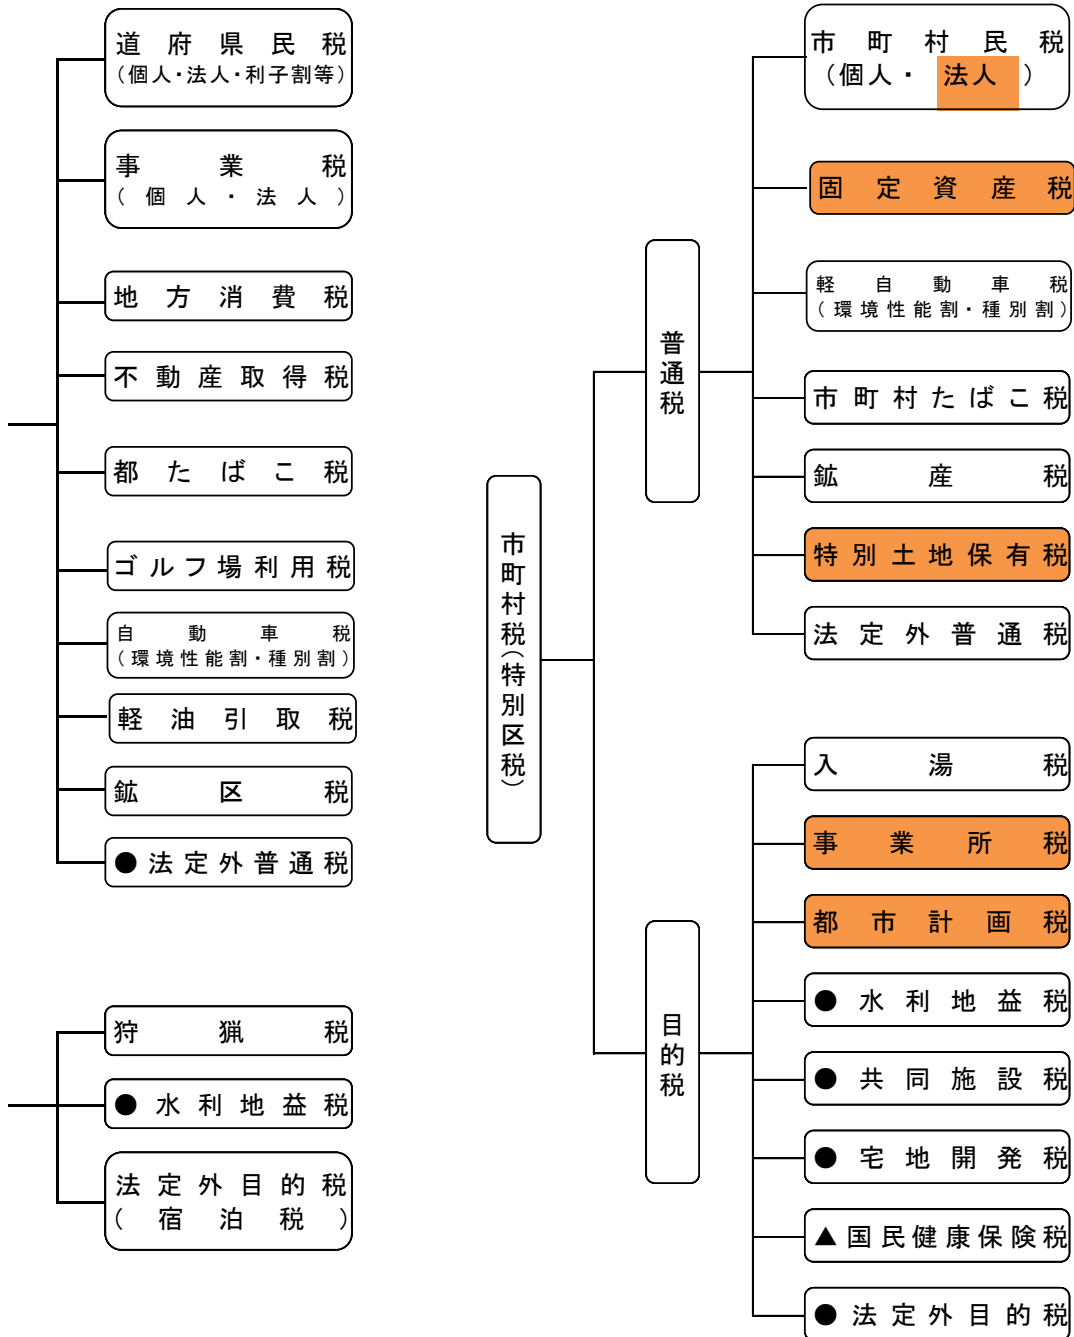 道府県民税
（個人・法人・利子割等）
事業税
（個人・法人）
地方消費税
不動産取得税
都たばこ税
ゴルフ場利用税
自動車税
（環境性能割・種別割）
軽油引取税
鉱区税
●法定外普通税
狩猟税
●水利地益税
法定外目的税
（宿泊税）
市町村税（特別区税）
普通税
市町村民税
（個人・法人）
固定資産税
軽自動車税
（環境性能割・種別割）
市町村たばこ税
鉱産税
特別土地保有税
法定外普通税
目的税
入湯税
事業所税
都市計画税
●水利地益税
●共同施設税
●宅地開発税
▲国民健康保険税
●法定外目的税